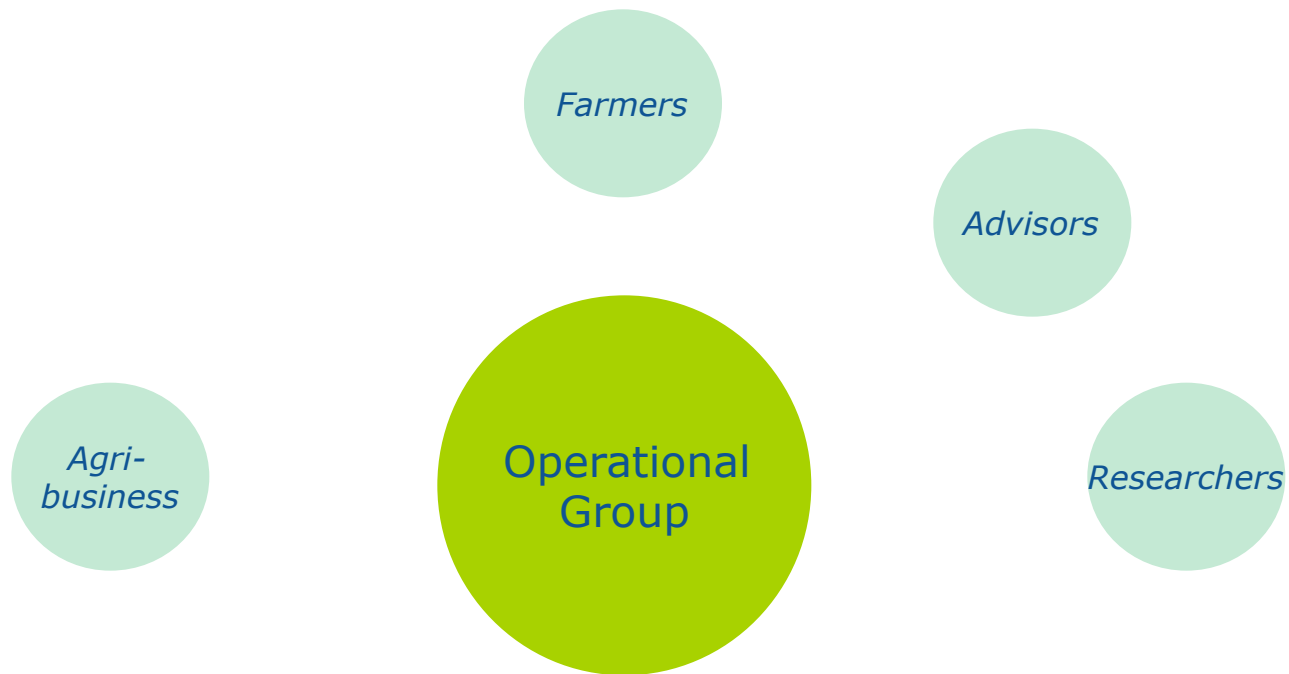 Farmers
Advisors
Agri-
business
Operational
Group
Researchers